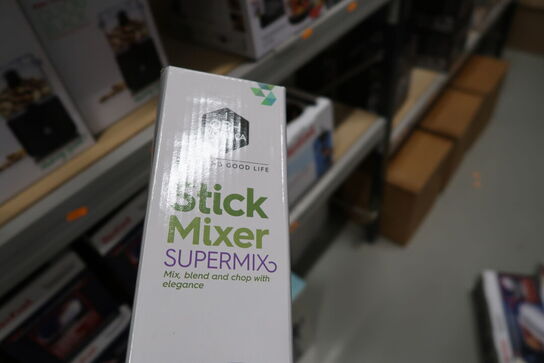 GOOD LIFE
Stick
Mixer
SUPERMIX
Mix, blend and chop with
elegance